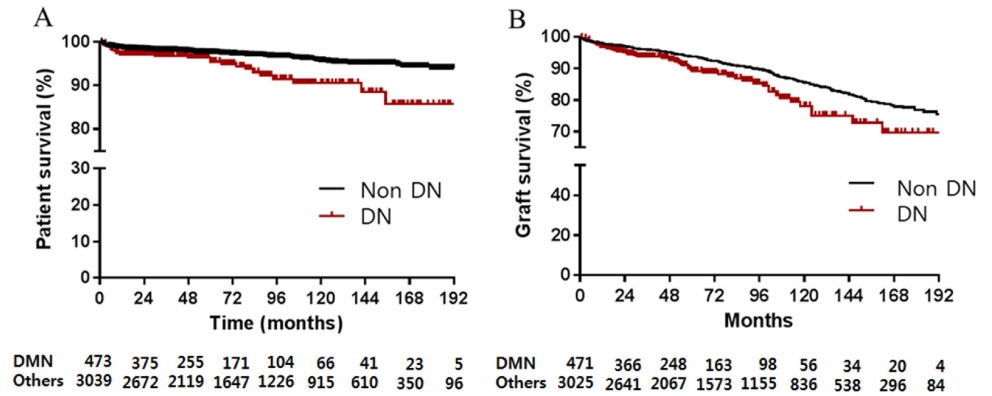 A
Patient survival (%)
100
90
80
30
20
10
0
Non DN
DN
0 24 48 72 96 120 144 168 192
Time (months)
DMN 473 375 255 171 104 66 41 23 5
Others 3039 2672 2119 1647 1226 915 610 350 96
B
Graft survival (%)
100
90
80
70
40
20
0
Non DN
DN
0 24 48 72 96 120 144 168 192
Months
DMN 471 366 248 163 98 56 34 20 4
Others 3025 2641 2067 1573 1155 836 538 296 84